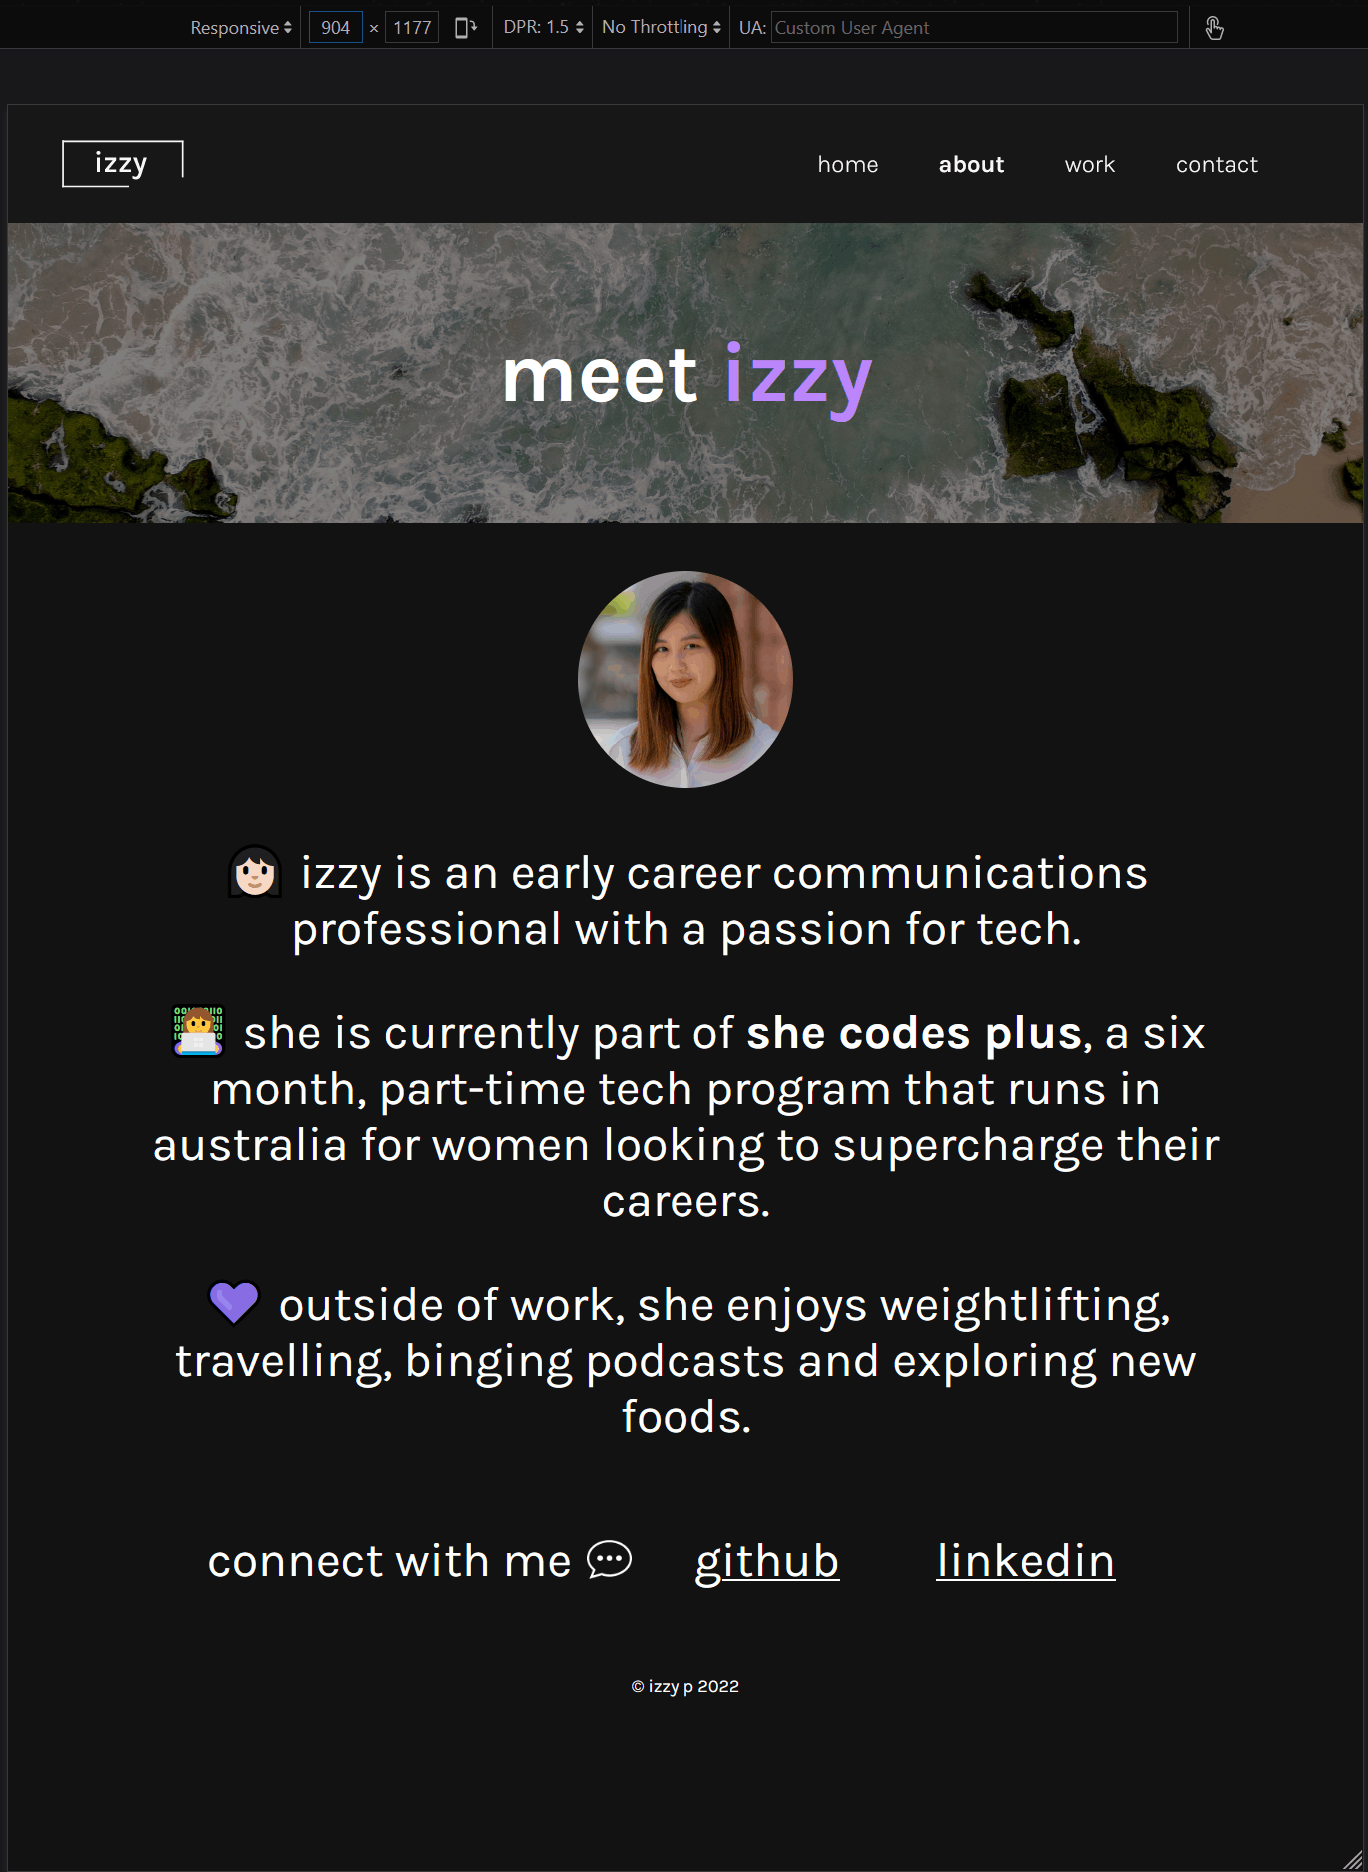 Responsive 904 × 1177 DPR: 1.5 No Throttling UA: Custom User Agent
izzy home about work contact
meet izzy
izzy is an early career communications
professional with a passion for tech.
she is currently part of she codes plus, a six
month, part-time tech program that runs in
australia for women looking to supercharge their
careers.
outside of work, she enjoys weightlifting,
travelling, binging podcasts and exploring new
foods.
connect with me github linkedin
© izzy p 2022